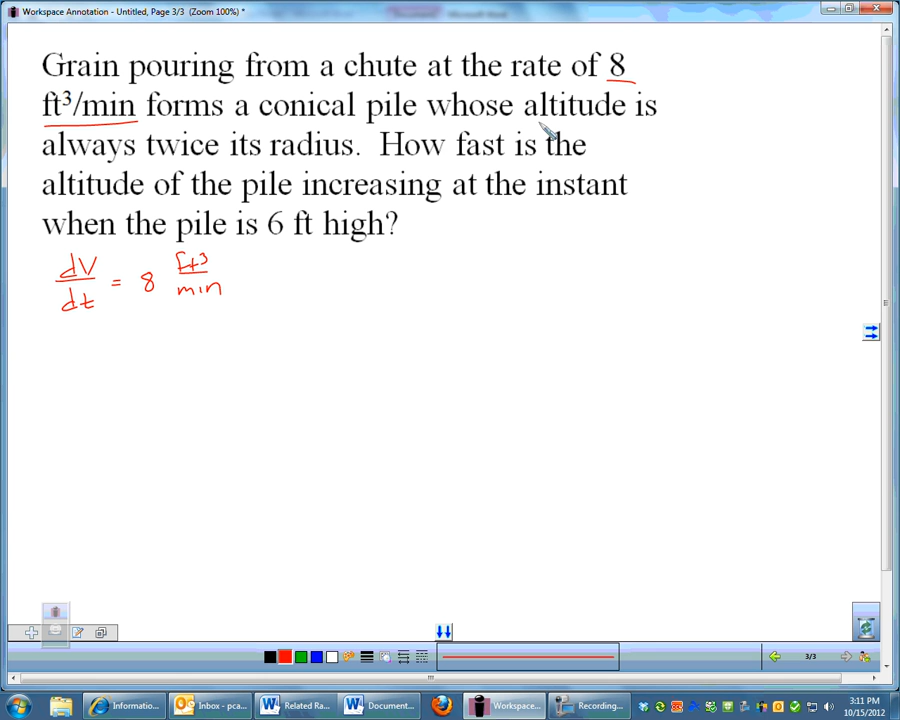 Workspace Annotation - Untitled, Page 3/3 (Zoom 100%) *
Grain pouring from a chute at the rate of 8
ft³/min forms a conical pile whose altitude is
always twice its radius. How fast is the
altitude of the pile increasing at the instant
when the pile is 6 ft high?
dV/dt = 8 ft³/min
3/3
Informatio...
Inbox - pca...
Related Ra...
Document...
Workspac...
Recording...
3:11 PM
10/15/2012